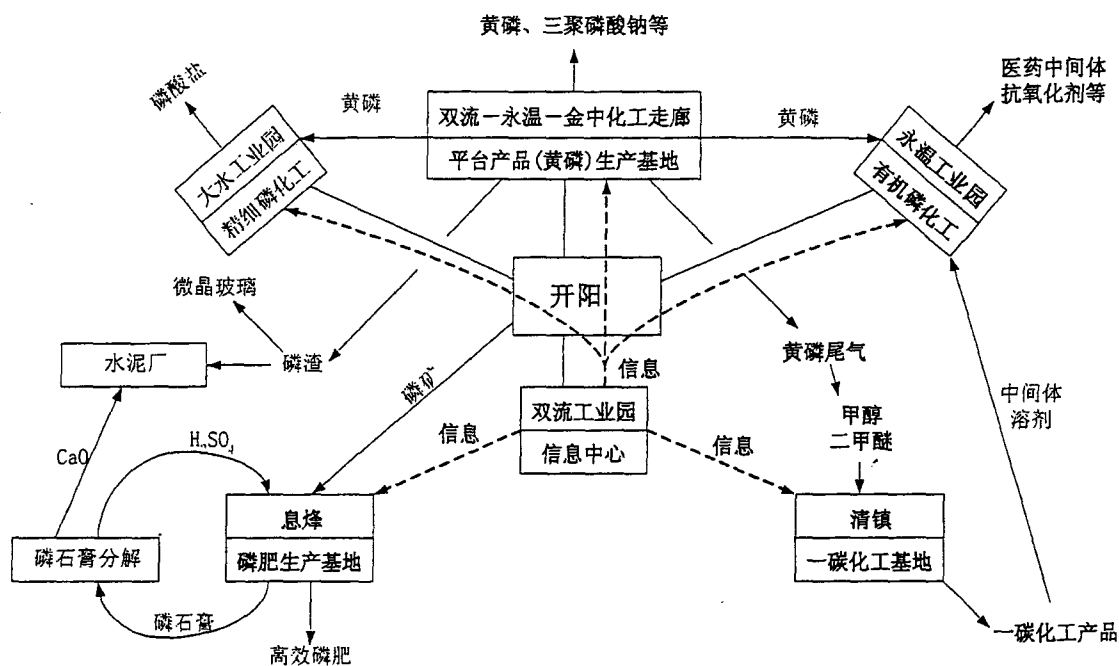 黄磷、三聚磷酸钠等
医药中间体
抗氧化剂等
磷酸盐
黄磷
双流－永温－金中化工走廊
黄磷
平台产品(黄磷)生产基地
大水工业园
精细磷化工
永温工业园
有机磷化工
开阳
微晶玻璃
水泥厂
磷渣
信息
黄磷尾气
磷矿
中间体
溶剂
双流工业园
信息中心
甲醇
二甲醚
信息
信息
H₂SO₄
CaO
息烽
磷肥生产基地
清镇
一碳化工基地
磷石膏分解
磷石膏
高效磷肥
一碳化工产品